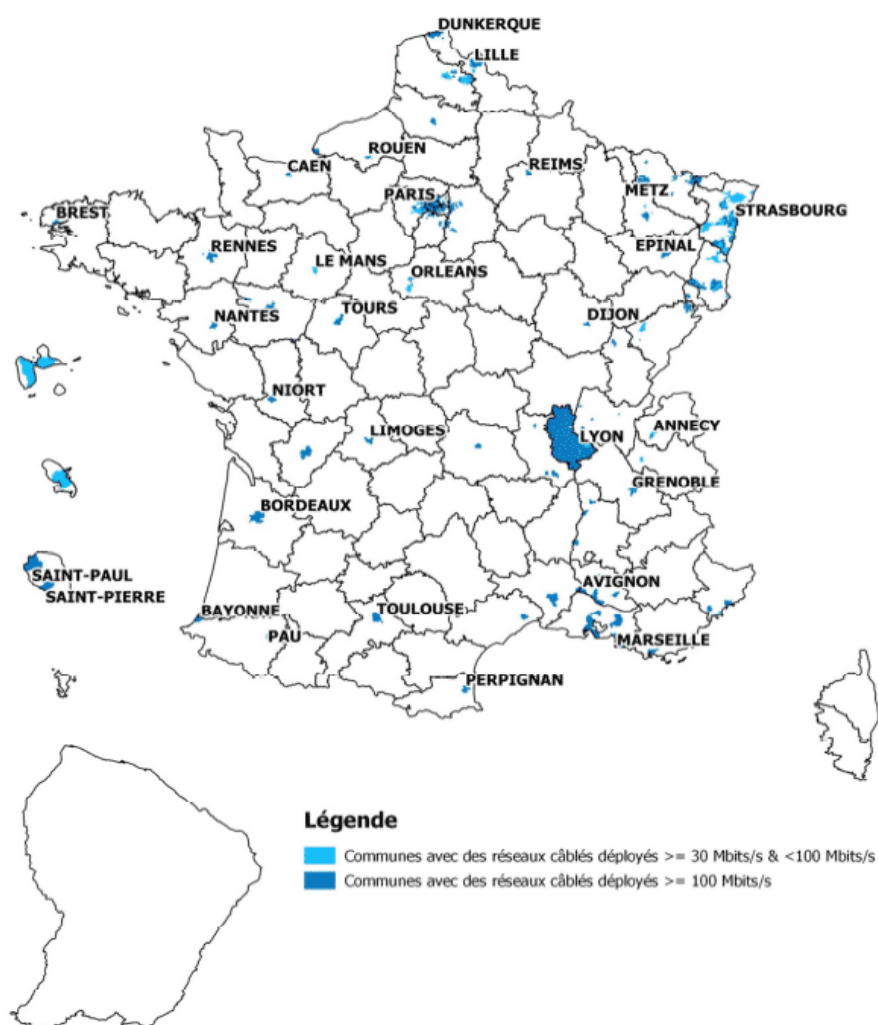 DUNKERQUE
LILLE
ROUEN
CAEN
REIMS
PARIS
METZ
STRASBOURG
BREST
RENNES
EPINAL
LE MANS
ORLEANS
NANTES
TOURS
DIJON
NIORT
LIMOGES
LYON
ANNECY
GRENOBLE
BORDEAUX
SAINT-PAUL
SAINT-PIERRE
AVIGNON
BAYONNE
TOULOUSE
PAU
MARSEILLE
PERPIGNAN
Légende
Communes avec des réseaux câblés déployés >= 30 Mbits/s & <100 Mbits/s
Communes avec des réseaux câblés déployés >= 100 Mbits/s